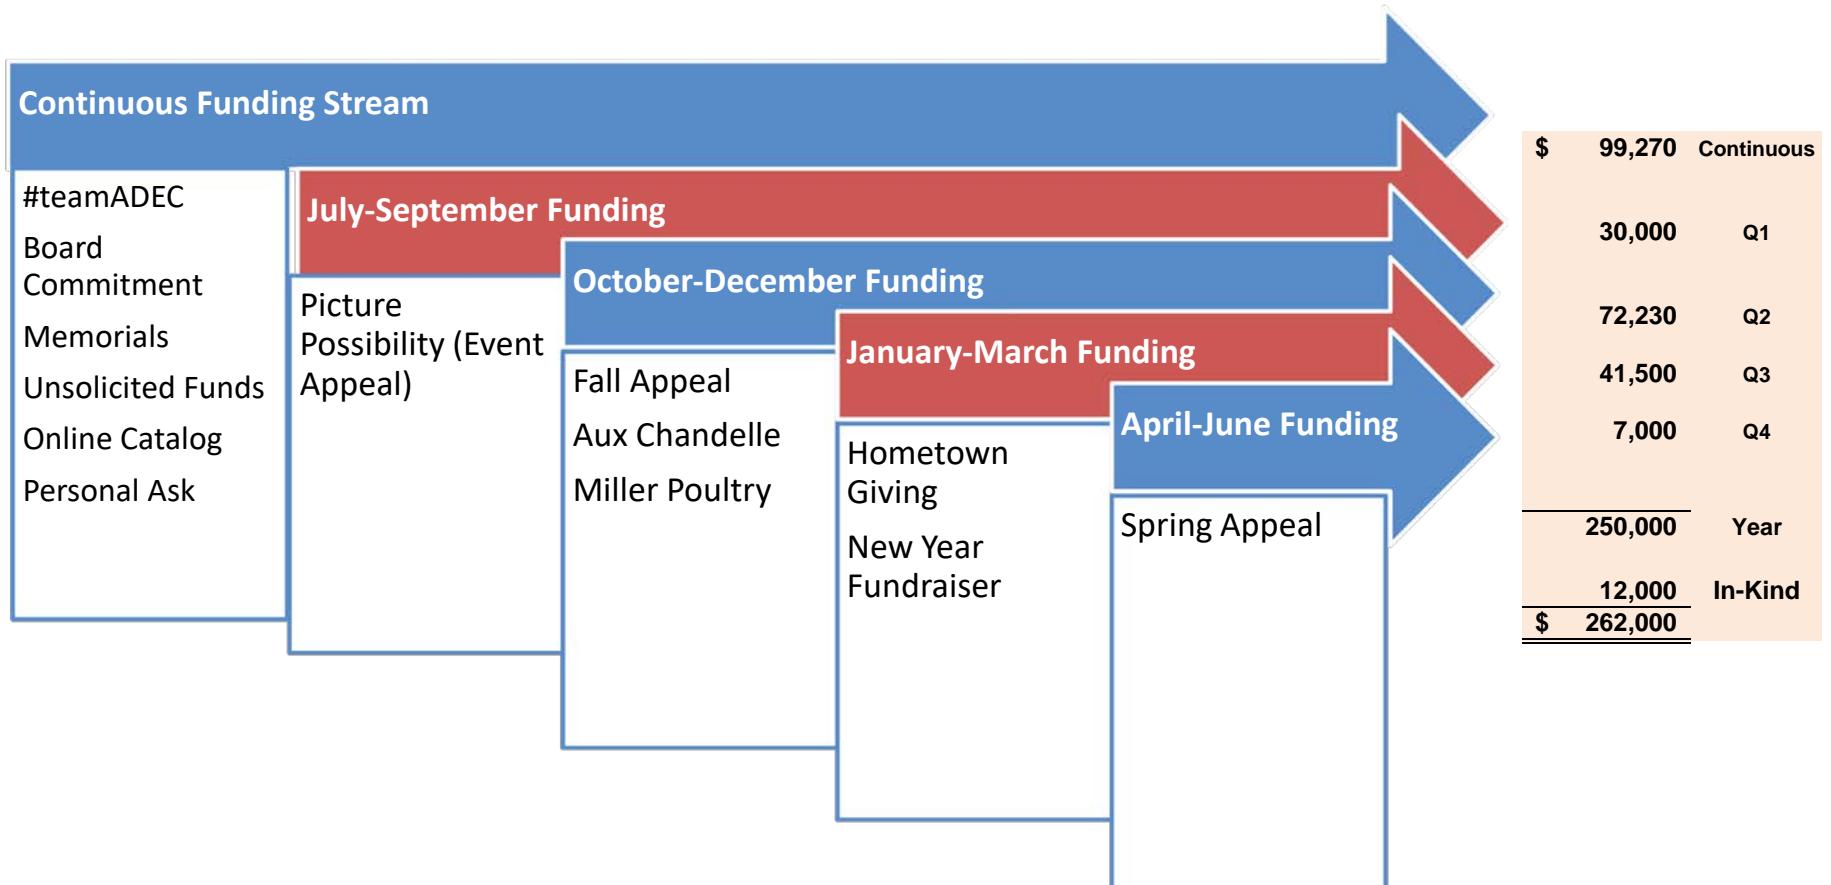 Continuous Funding Stream
#teamADEC
Board
Commitment
Memorials
Unsolicited Funds
Online Catalog
Personal Ask
July-September Funding
Picture
Possibility (Event
Appeal)
October-December Funding
Fall Appeal
Aux Chandelle
Miller Poultry
January-March Funding
Hometown
Giving
New Year
Fundraiser
April-June Funding
Spring Appeal
$ 99,270 Continuous
30,000 Q1
72,230 Q2
41,500 Q3
7,000 Q4
250,000 Year
12,000 In-Kind
$ 262,000